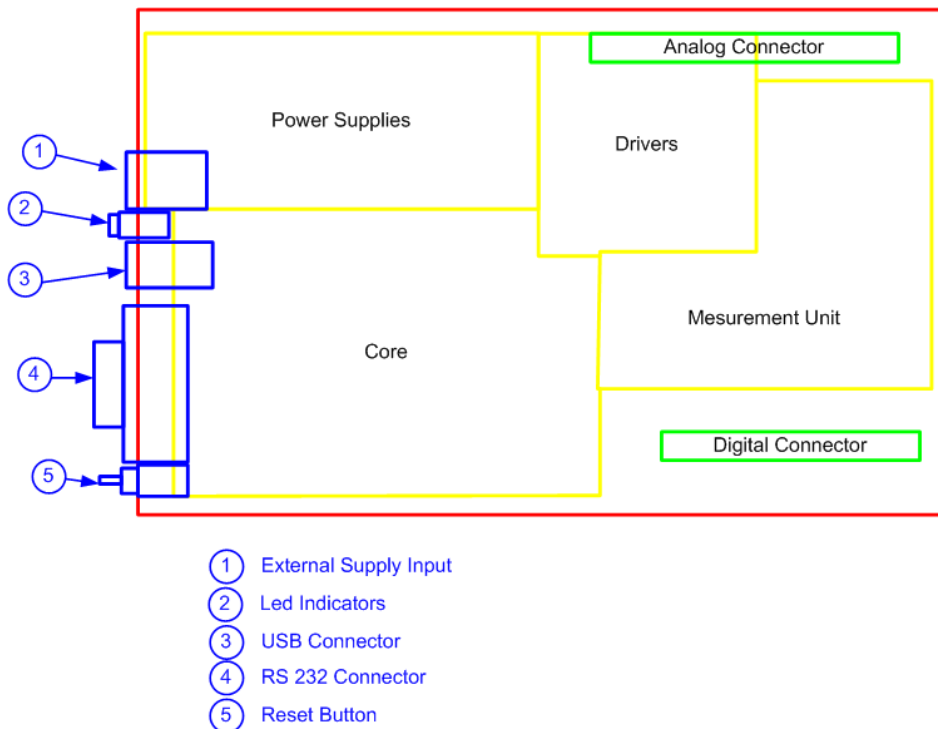 Analog Connector
Power Supplies
Drivers
1
2
3
Mesurement Unit
Core
4
Digital Connector
5
1 External Supply Input
2 Led Indicators
3 USB Connector
4 RS 232 Connector
5 Reset Button